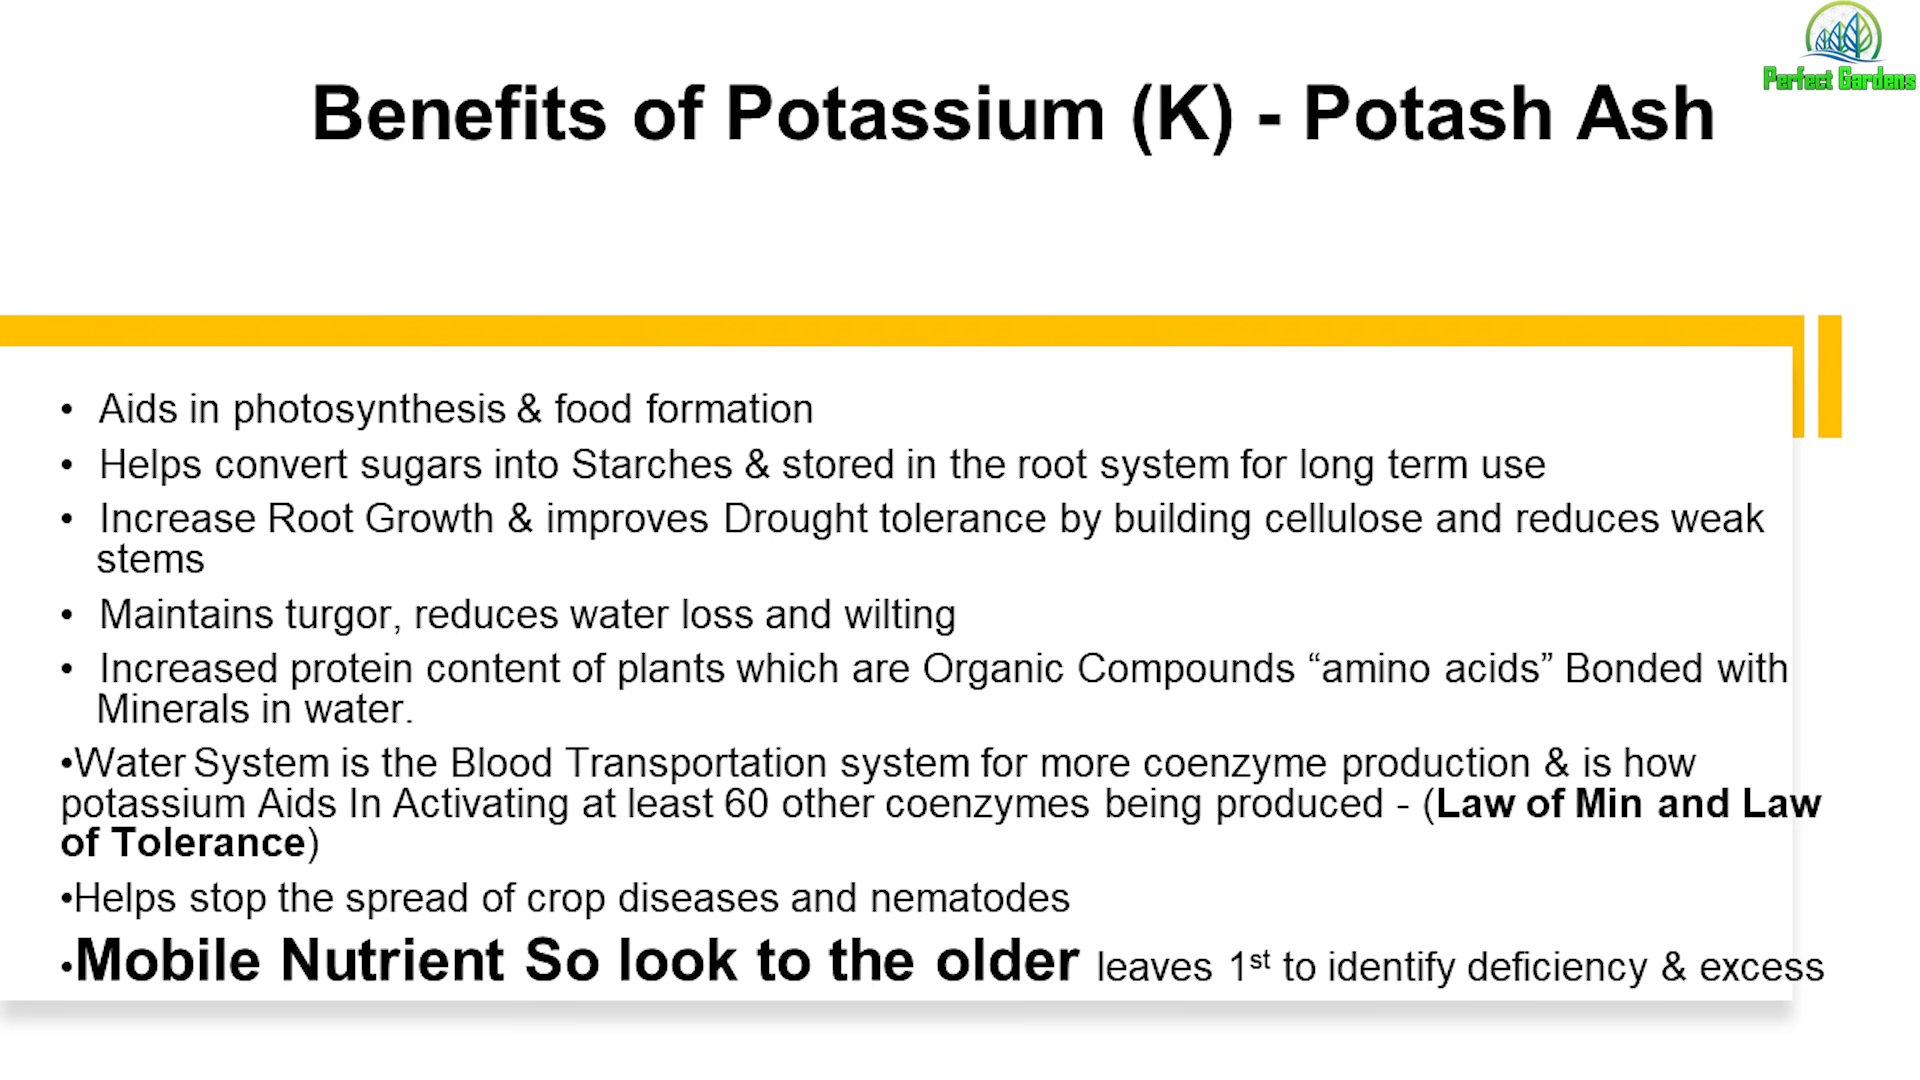 Perfect Gardens
Benefits of Potassium (K) - Potash Ash
• Aids in photosynthesis & food formation
• Helps convert sugars into Starches & stored in the root system for long term use
• Increase Root Growth & improves Drought tolerance by building cellulose and reduces weak
stems
• Maintains turgor, reduces water loss and wilting
• Increased protein content of plants which are Organic Compounds “amino acids” Bonded with
Minerals in water.
•Water System is the Blood Transportation system for more coenzyme production & is how
potassium Aids In Activating at least 60 other coenzymes being produced - (Law of Min and Law
of Tolerance)
•Helps stop the spread of crop diseases and nematodes
•Mobile Nutrient So look to the older leaves 1st to identify deficiency & excess